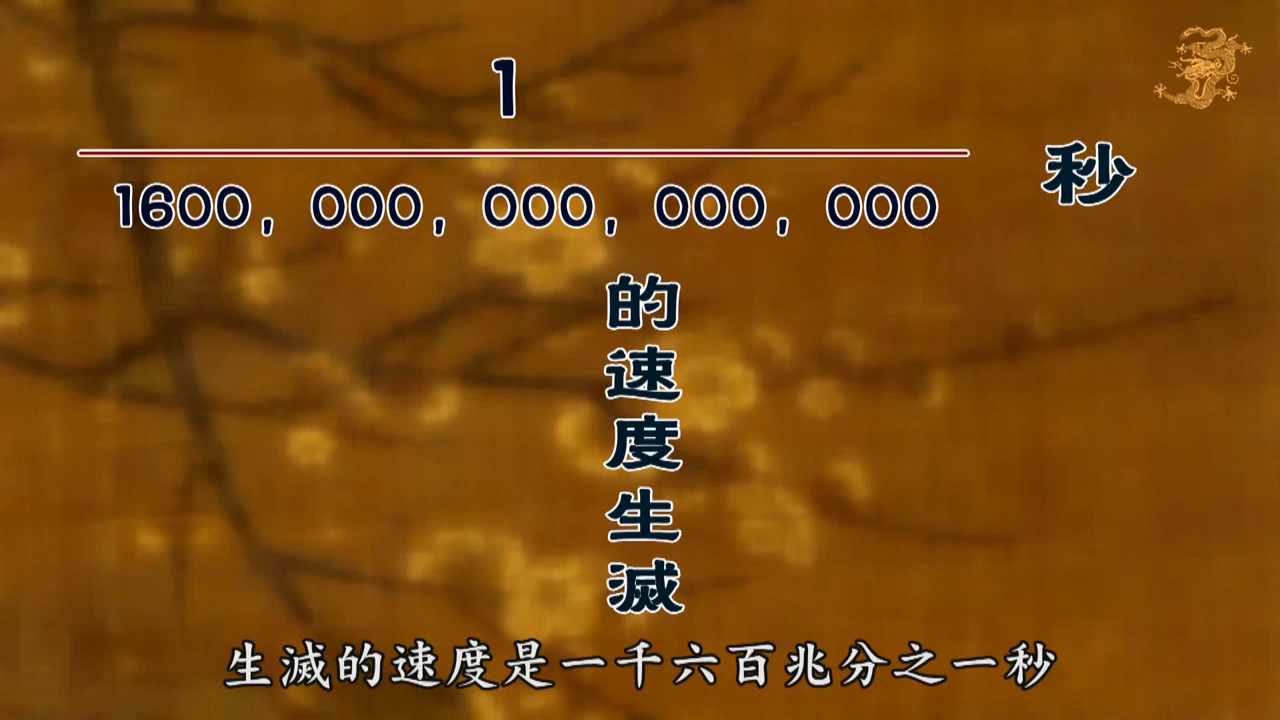 1
1600, 000, 000, 000, 000
秒
的速度生滅
生滅的速度是一千六百兆分之一秒